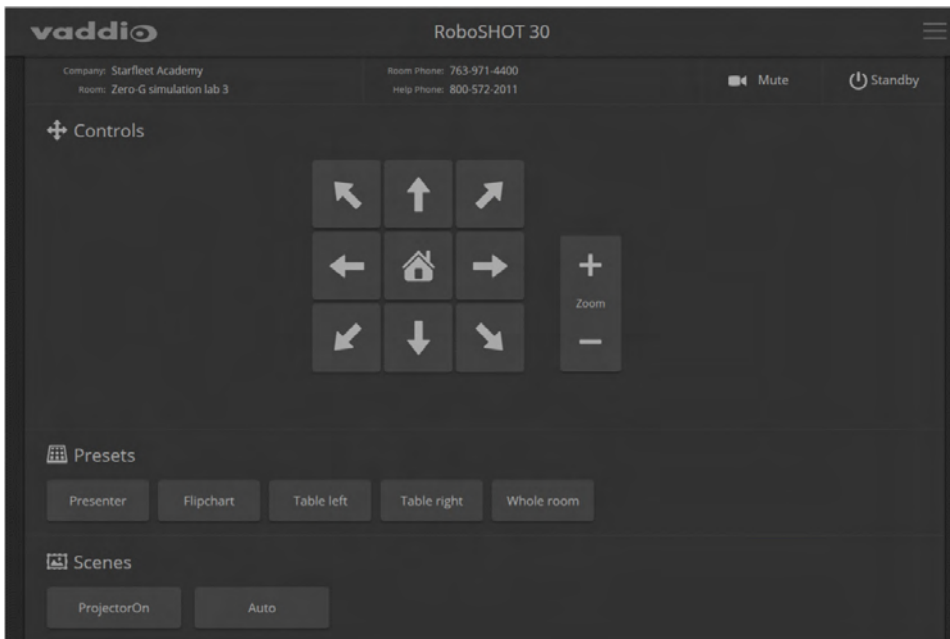 vaddio
RoboSHOT 30
Company: Starfleet Academy
Room: Zero-G simulation lab 3
Room Phone: 763-971-4400
Help Phone: 800-572-2011
Mute
Standby
Controls
+
Zoom
−
Presets
Presenter Flipchart Table left Table right Whole room
Scenes
ProjectorOn Auto